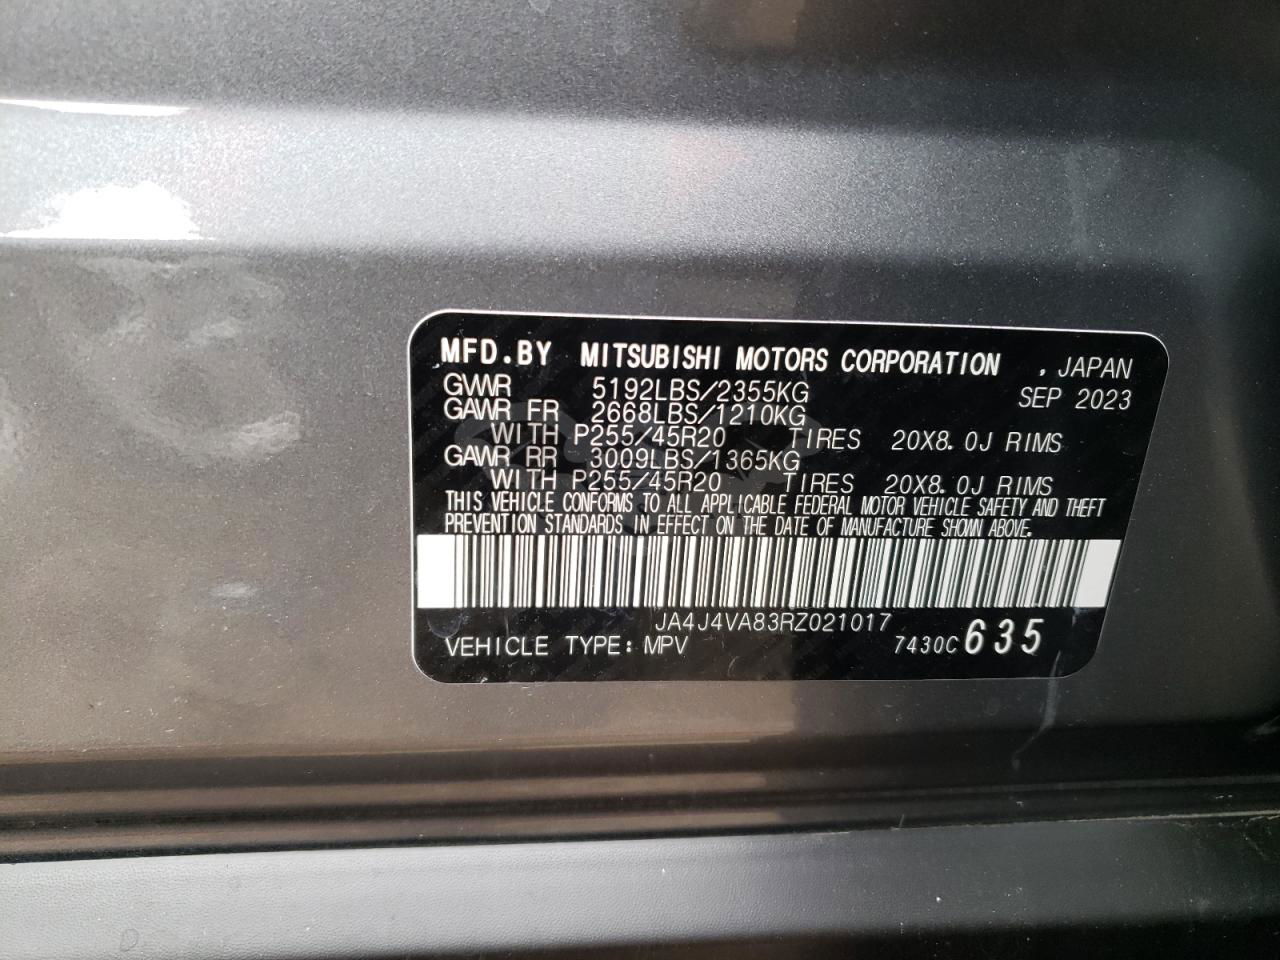 MFD.BY MITSUBISHI MOTORS CORPORATION , JAPAN
GVWR 5192LBS/2355KG SEP 2023
GAWR FR 2668LBS/1210KG
WITH P255/45R20 TIRES 20X8.0J RIMS
GAWR RR 3009LBS/1365KG
WITH P255/45R20 TIRES 20X8.0J RIMS
THIS VEHICLE CONFORMS TO ALL APPLICABLE FEDERAL MOTOR VEHICLE SAFETY AND THEFT
PREVENTION STANDARDS IN EFFECT ON THE DATE OF MANUFACTURE SHOWN ABOVE.
JA4J4VA83RZ021017
VEHICLE TYPE: MPV 7430C 635